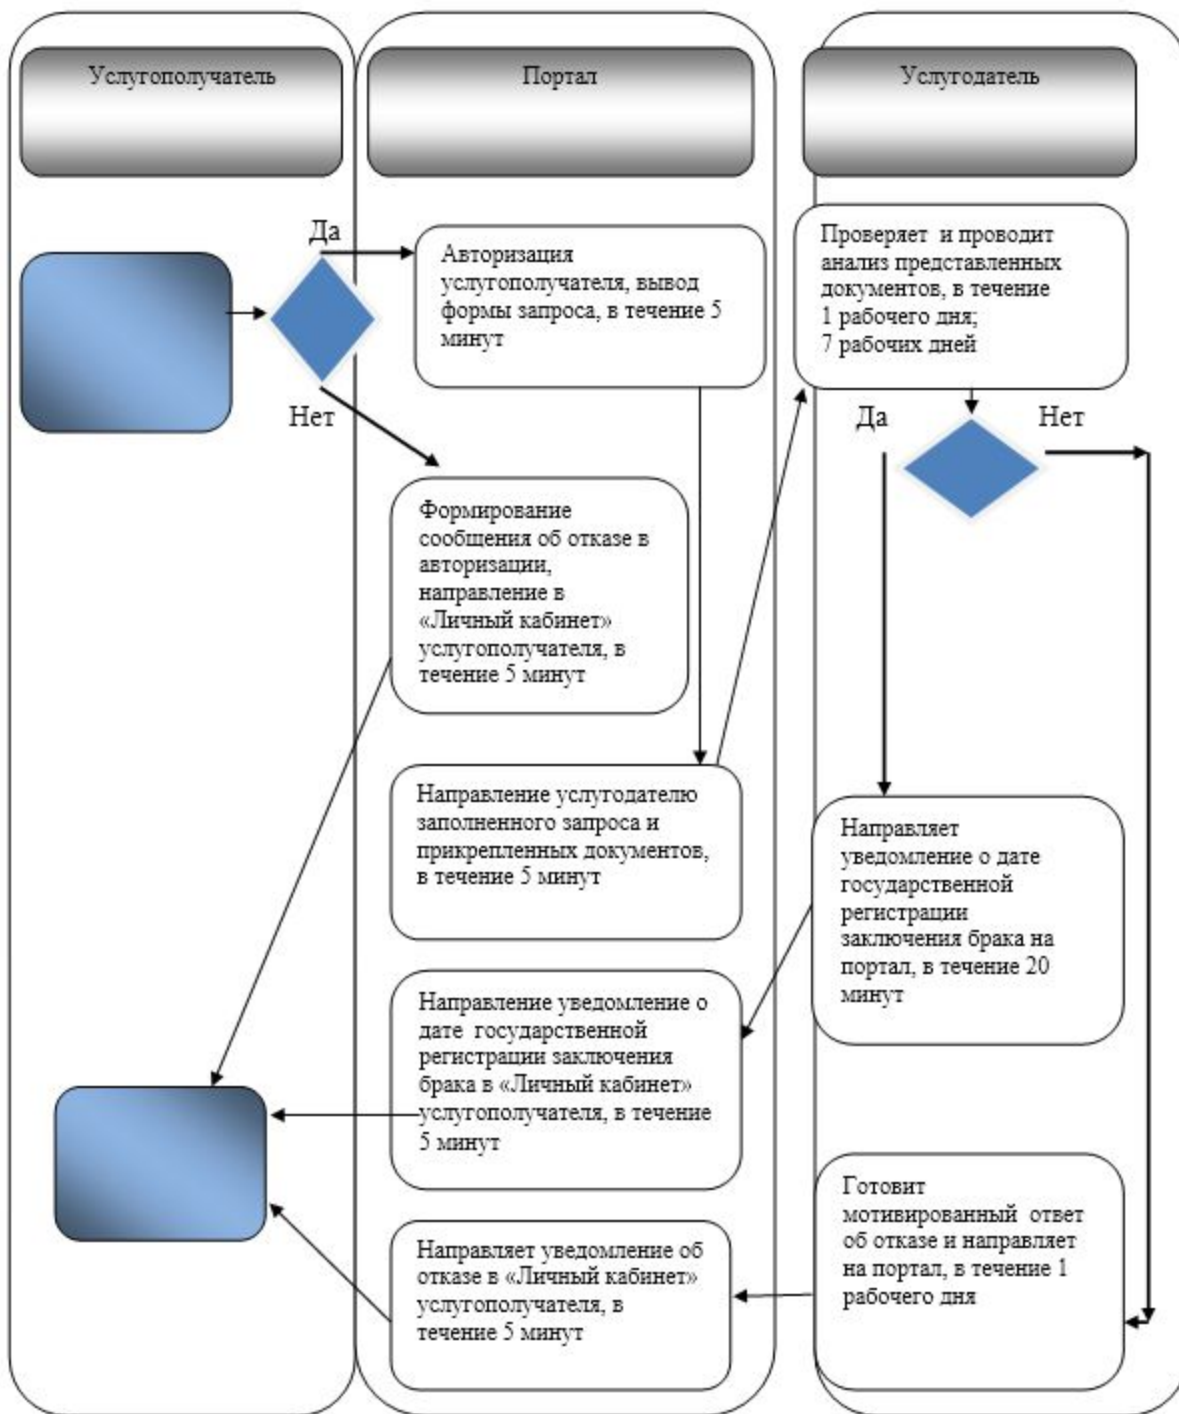 Услугополучатель
Портал
Услугодатель
Да
Авторизация
услугополучателя, вывод
формы запроса, в течение 5
минут
Проверяет и проводит
анализ представленных
документов, в течение
1 рабочего дня;
7 рабочих дней
Нет
Да
Нет
Формирование
сообщения об отказе в
авторизации,
направление в
«Личный кабинет»
услугополучателя, в
течение 5 минут
Направление услугодателю
заполненного запроса и
прикрепленных документов,
в течение 5 минут
Направляет
уведомление о дате
государственной
регистрации
заключения брака на
портал, в течение 20
минут
Направление уведомление о
дате государственной
регистрации заключения
брака в «Личный кабинет»
услугополучателя, в течение
5 минут
Готовит
мотивированный ответ
об отказе и направляет
на портал, в течение 1
рабочего дня
Направляет уведомление об
отказе в «Личный кабинет»
услугополучателя, в
течение 5 минут